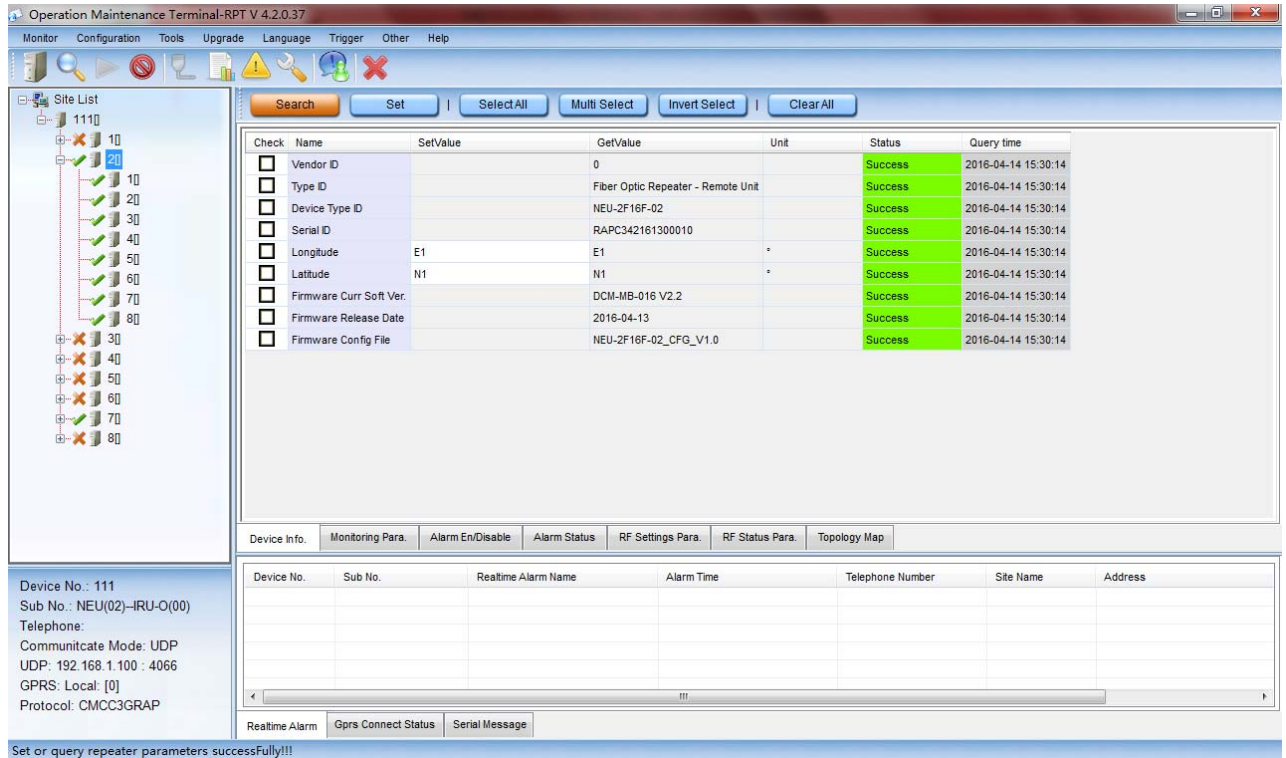 Operation Maintenance Terminal-RPT V 4.2.0.37
Monitor Configuration Tools Upgrade Language Trigger Other Help
Site List
111[]
1[]
2[]
1[]
2[]
3[]
4[]
5[]
6[]
7[]
8[]
3[]
4[]
5[]
6[]
7[]
8[]
Device No.: 111
Sub No.: NEU(02)--IRU-O(00)
Telephone:
Communitcate Mode: UDP
UDP: 192.168.1.100 : 4066
GPRS: Local: [0]
Protocol: CMCC3GRAP
Search Set | Select All Multi Select Invert Select | Clear All
Check Name SetValue GetValue Unit Status Query time
Vendor ID 0 Success 2016-04-14 15:30:14
Type ID Fiber Optic Repeater - Remote Unit Success 2016-04-14 15:30:14
Device Type ID NEU-2F16F-02 Success 2016-04-14 15:30:14
Serial ID RAPC342161300010 Success 2016-04-14 15:30:14
Longitude E1 E1 ° Success 2016-04-14 15:30:14
Latitude N1 N1 ° Success 2016-04-14 15:30:14
Firmware Curr Soft Ver. DCM-MB-016 V2.2 Success 2016-04-14 15:30:14
Firmware Release Date 2016-04-13 Success 2016-04-14 15:30:14
Firmware Config File NEU-2F16F-02_CFG_V1.0 Success 2016-04-14 15:30:14
Device Info. Monitoring Para. Alarm En/Disable Alarm Status RF Settings Para. RF Status Para. Topology Map
Device No. Sub No. Realtime Alarm Name Alarm Time Telephone Number Site Name Address
Realtime Alarm Gprs Connect Status Serial Message
Set or query repeater parameters succesFully!!!